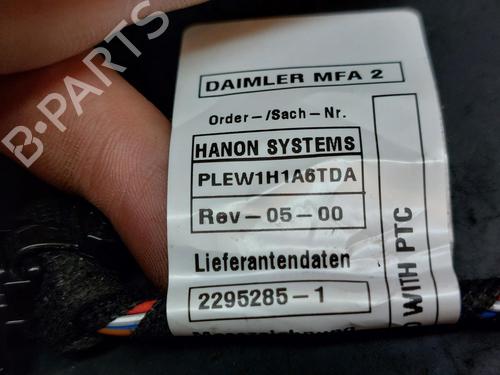 B-PARTS
DAIMLER MFA 2
Order-/Sach-Nr.
HANON SYSTEMS
PLEW1H1A6TDA
Rev-05-00
Lieferantendaten
2295285-1
WITH PTC